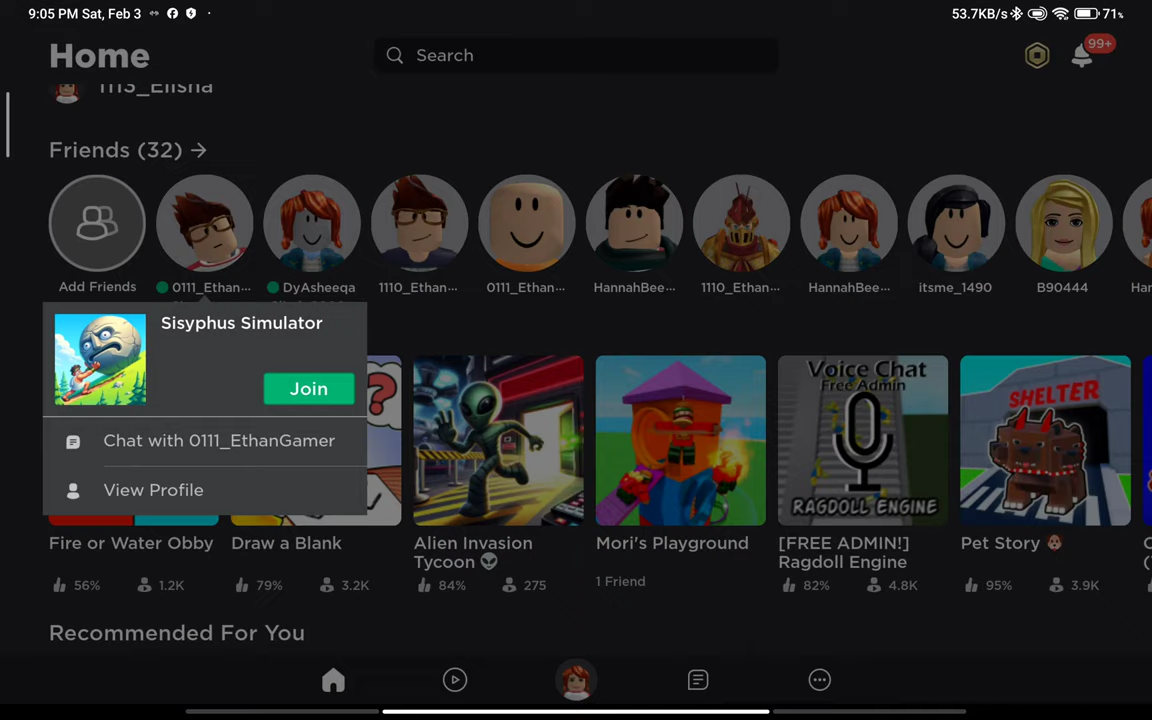 9:05 PM Sat, Feb 3
53.7KB/s
71%
Home
Search
99+
1113_Elisha
Friends (32) →
Add Friends
0111_Ethan...
DyAsheeqa
1110_Ethan...
0111_Ethan...
HannahBee...
1110_Ethan...
HannahBee...
itsme_1490
B90444
Har
Sisyphus Simulator
Join
Chat with 0111_EthanGamer
View Profile
Voice Chat
Free Admin
RAGDOLL ENGINE
SHELTER
Fire or Water Obby
56% 1.2K
Draw a Blank
79% 3.2K
Alien Invasion
Tycoon 👽
84% 275
Mori's Playground
1 Friend
[FREE ADMIN!]
Ragdoll Engine
82% 4.8K
Pet Story
95% 3.9K
Recommended For You